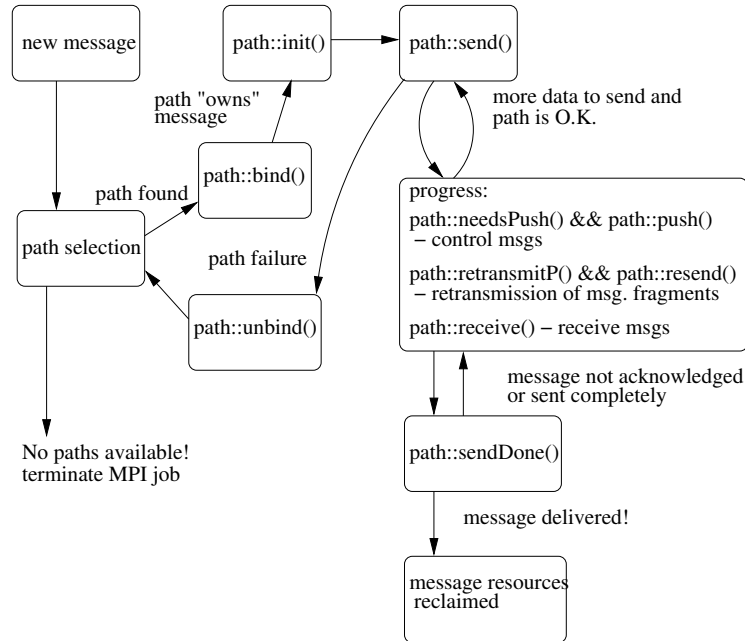 new message
path::init()
path::send()
path "owns"
message
more data to send and
path is O.K.
path::bind()
path found
progress:
path::needsPush() && path::push()
– control msgs
path::retransmitP() && path::resend()
– retransmission of msg. fragments
path::receive() – receive msgs
path selection
path failure
path::unbind()
message not acknowledged
or sent completely
No paths available!
terminate MPI job
path::sendDone()
message delivered!
message resources
reclaimed